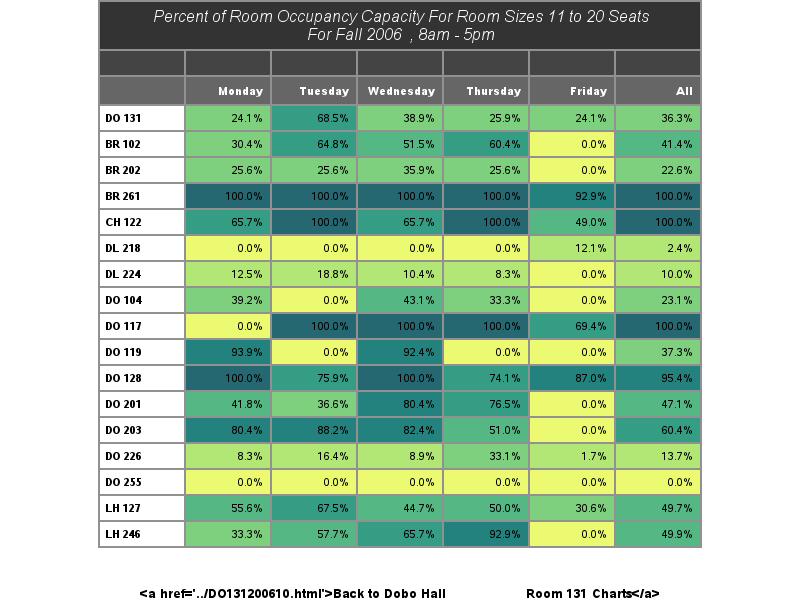 Percent of Room Occupancy Capacity For Room Sizes 11 to 20 Seats
For Fall 2006 , 8am - 5pm
Monday Tuesday Wednesday Thursday Friday All
DO 131 24.1% 68.5% 38.9% 25.9% 24.1% 36.3%
BR 102 30.4% 64.8% 51.5% 60.4% 0.0% 41.4%
BR 202 25.6% 25.6% 35.9% 25.6% 0.0% 22.6%
BR 261 100.0% 100.0% 100.0% 100.0% 92.9% 100.0%
CH 122 65.7% 100.0% 65.7% 100.0% 49.0% 100.0%
DL 218 0.0% 0.0% 0.0% 0.0% 12.1% 2.4%
DL 224 12.5% 18.8% 10.4% 8.3% 0.0% 10.0%
DO 104 39.2% 0.0% 43.1% 33.3% 0.0% 23.1%
DO 117 0.0% 100.0% 100.0% 100.0% 69.4% 100.0%
DO 119 93.9% 0.0% 92.4% 0.0% 0.0% 37.3%
DO 128 100.0% 75.9% 100.0% 74.1% 87.0% 95.4%
DO 201 41.8% 36.6% 80.4% 76.5% 0.0% 47.1%
DO 203 80.4% 88.2% 82.4% 51.0% 0.0% 60.4%
DO 226 8.3% 16.4% 8.9% 33.1% 1.7% 13.7%
DO 255 0.0% 0.0% 0.0% 0.0% 0.0% 0.0%
LH 127 55.6% 67.5% 44.7% 50.0% 30.6% 49.7%
LH 246 33.3% 57.7% 65.7% 92.9% 0.0% 49.9%
<a href='../DO131200610.html'>Back to Dobo Hall Room 131 Charts</a>